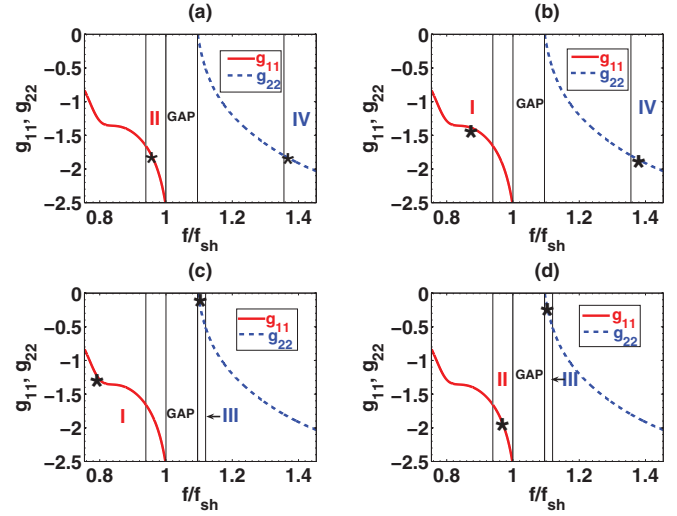 (a)
0
−0.5
−1
−1.5
−2
−2.5
g11, g22
II
GAP
g11
g22
IV
0.8 1 1.2 1.4
f/fsh
(b)
0
−0.5
−1
−1.5
−2
−2.5
g11, g22
I
GAP
g11
g22
IV
0.8 1 1.2 1.4
f/fsh
(c)
0
−0.5
−1
−1.5
−2
−2.5
g11, g22
I
GAP
g11
g22
III
0.8 1 1.2 1.4
f/fsh
(d)
0
−0.5
−1
−1.5
−2
−2.5
g11, g22
II
GAP
g11
g22
III
0.8 1 1.2 1.4
f/fsh